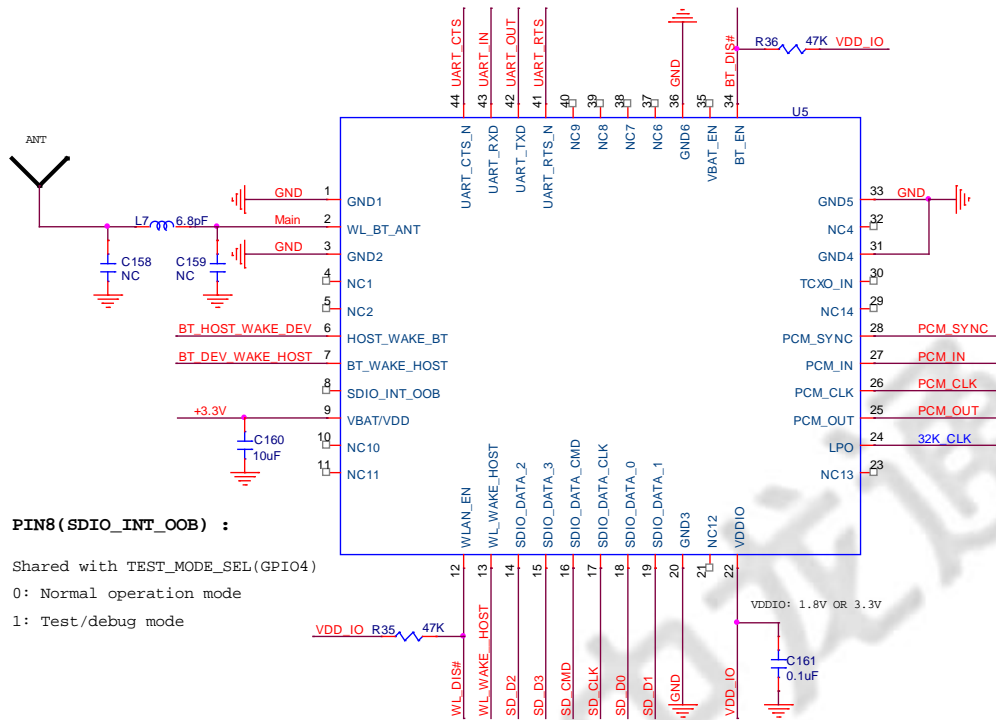 UART_CTS
UART_IN
UART_OUT
UART_RTS
GND
BT_DIS#
R36
47K
VDD_IO
44
43
42
41
40
39
38
37
36
35
34
U5
UART_CTS_N
UART_RXD
UART_TXD
UART_RTS_N
NC9
NC8
NC7
NC6
GND6
VBAT_EN
BT_EN
ANT
L7
6.8pF
C158
NC
C159
NC
GND
1
GND1
Main
2
WL_BT_ANT
GND
3
GND2
4
NC1
5
NC2
BT_HOST_WAKE_DEV
6
HOST_WAKE_BT
BT_DEV_WAKE_HOST
7
BT_WAKE_HOST
8
SDIO_INT_OOB
+3.3V
9
VBAT/VDD
C160
10uF
10
NC10
11
NC11
GND5
33
GND
NC4
32
GND4
31
TCXO_IN
30
NC14
29
PCM_SYNC
28
PCM_SYNC
PCM_IN
27
PCM_IN
PCM_CLK
26
PCM_CLK
PCM_OUT
25
PCM_OUT
LPO
24
32K_CLK
NC13
23
WLAN_EN
WL_WAKE_HOST
SDIO_DATA_2
SDIO_DATA_3
SDIO_DATA_CMD
SDIO_DATA_CLK
SDIO_DATA_0
SDIO_DATA_1
GND3
NC12
VDDIO
12
13
14
15
16
17
18
19
20
21
22
PIN8(SDIO_INT_OOB) :
Shared with TEST_MODE_SEL(GPIO4)
0: Normal operation mode
1: Test/debug mode
VDD_IO
R35
47K
WL_DIS#
WL_WAKE_HOST
SD_D2
SD_D3
SD_CMD
SD_CLK
SD_D0
SD_D1
GND
VDD_IO
VDDIO: 1.8V OR 3.3V
C161
0.1uF